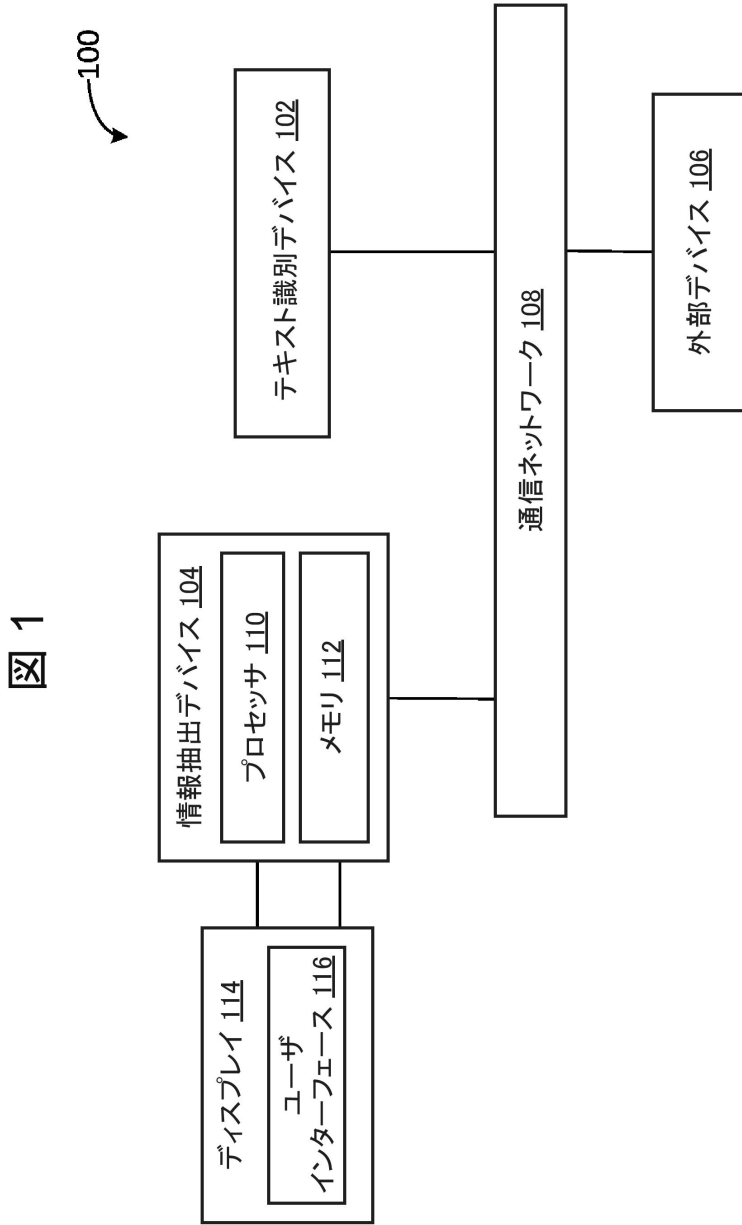 図 1
100
ディスプレイ 114
ユーザ
インターフェース 116
情報抽出デバイス 104
プロセッサ 110
メモリ 112
テキスト識別デバイス 102
通信ネットワーク 108
外部デバイス 106